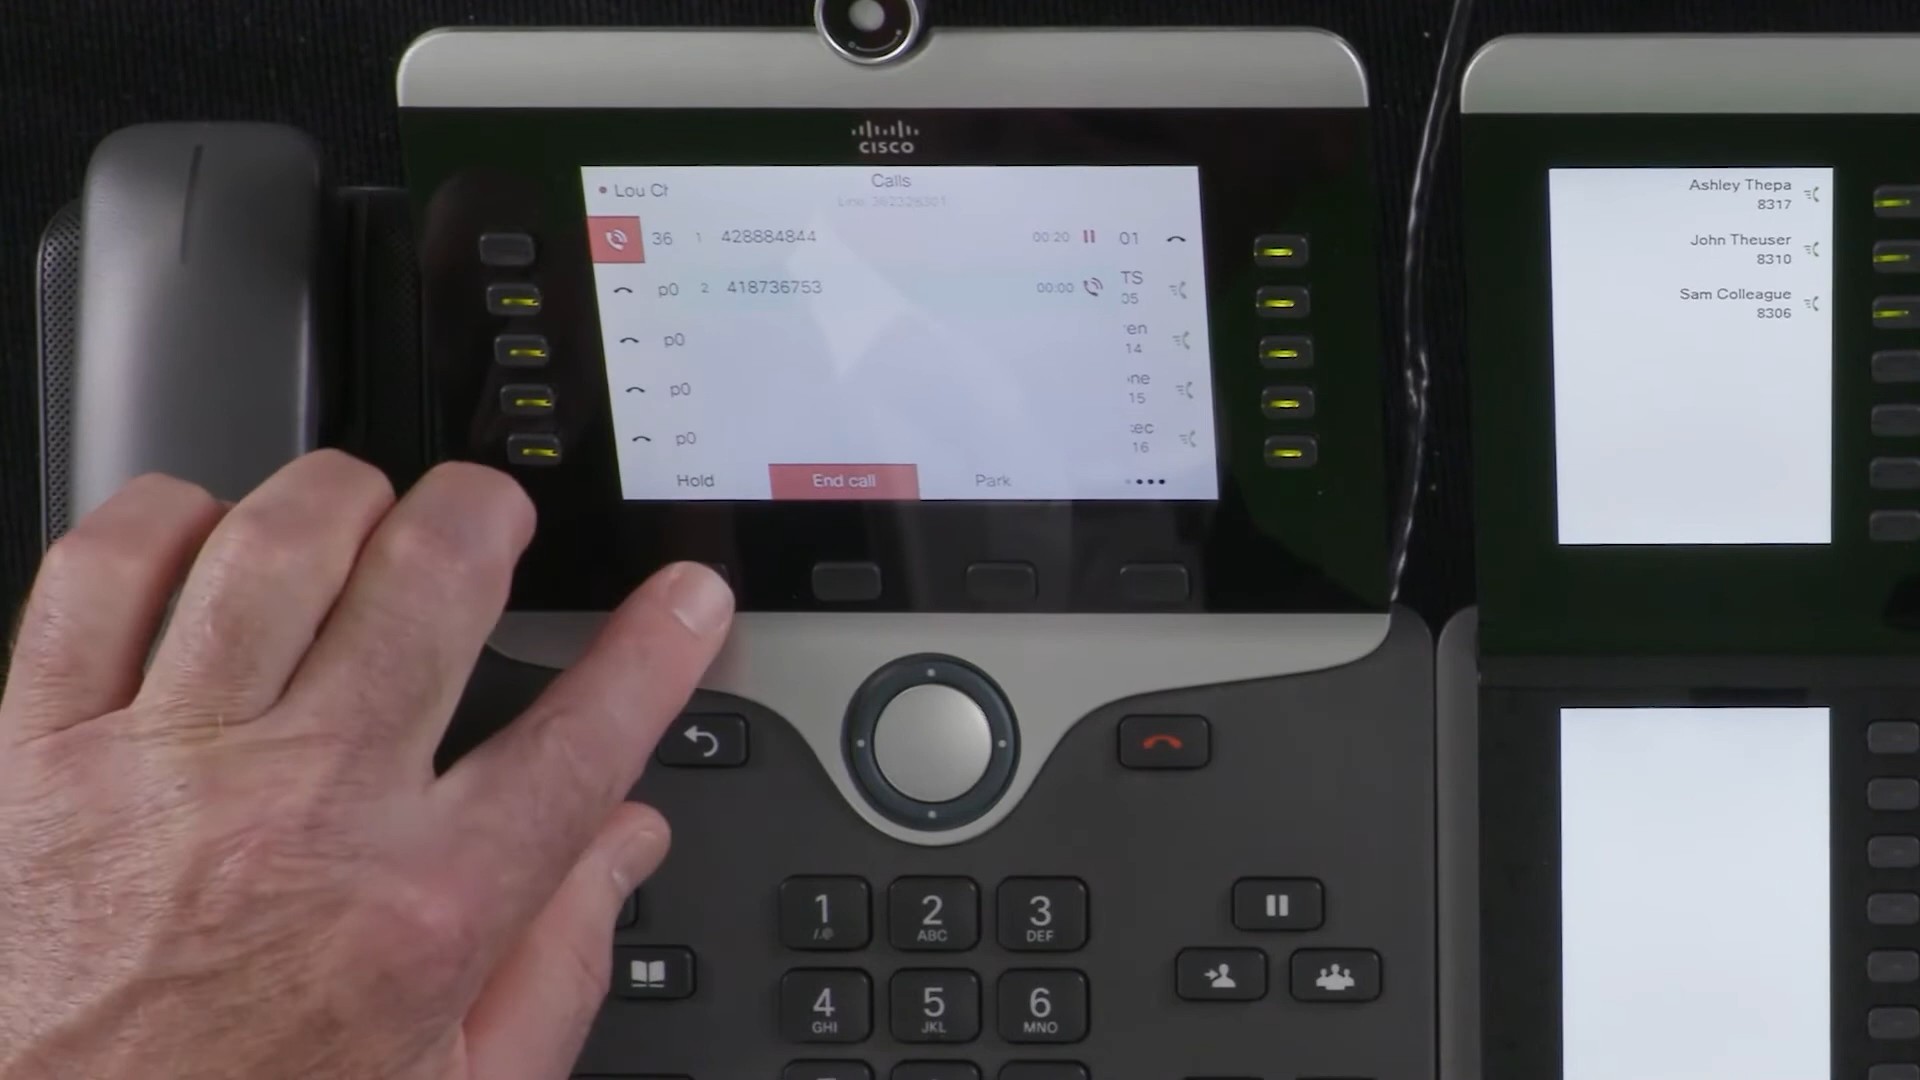 CISCO
Lou Ch
Calls
Line: 362326301
36 1 428884844 00:20 01
p0 2 418736753 00:00 TS
05
p0 en
14
p0 ne
15
p0 ec
16
Hold End call Park
Ashley Thepa
8317
John Theuser
8310
Sam Colleague
8306
1 2 3
/.@ ABC DEF
4 5 6
GHI JKL MNO